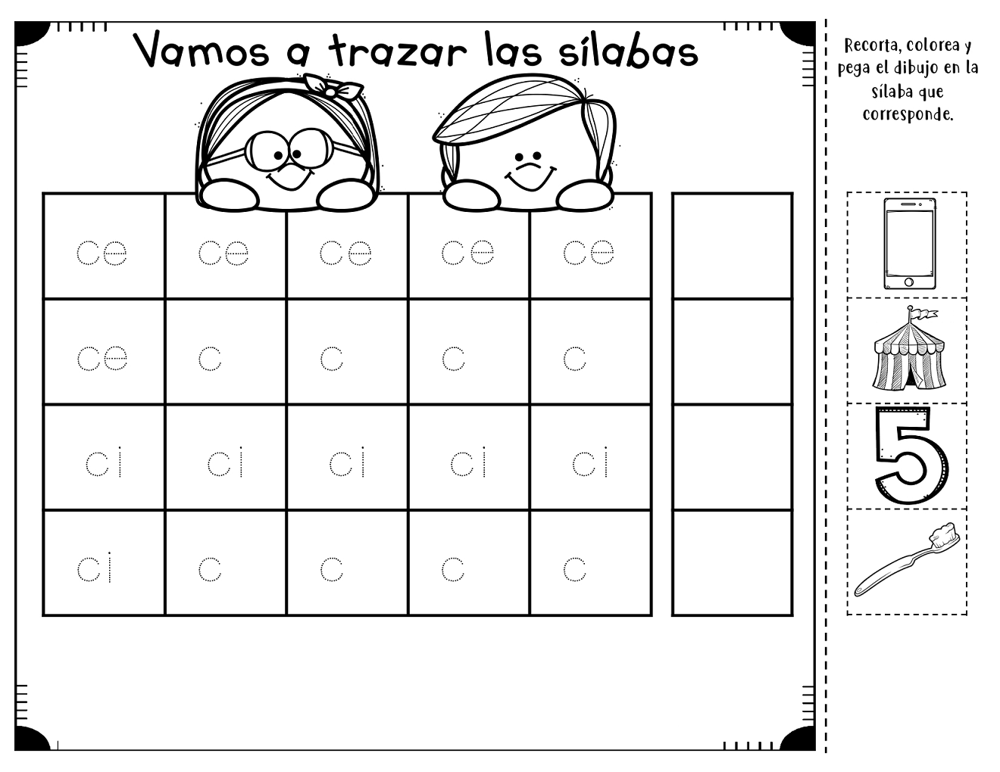 Vamos a trazar las sílabas
Recorta, colorea y
pega el dibujo en la
sílaba que
corresponde.
ce ce ce ce ce
ce c c c c
ci ci ci ci ci
ci c c c c
5